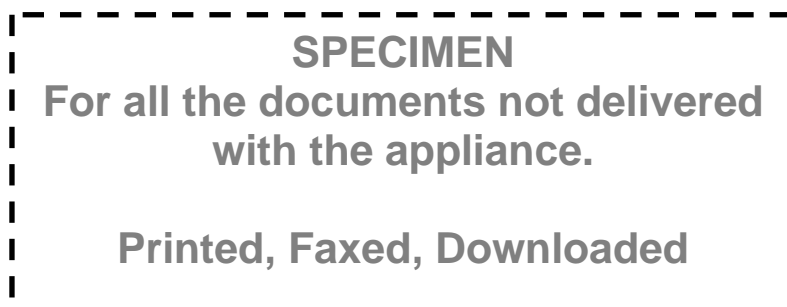 SPECIMEN
For all the documents not delivered
with the appliance.
Printed, Faxed, Downloaded